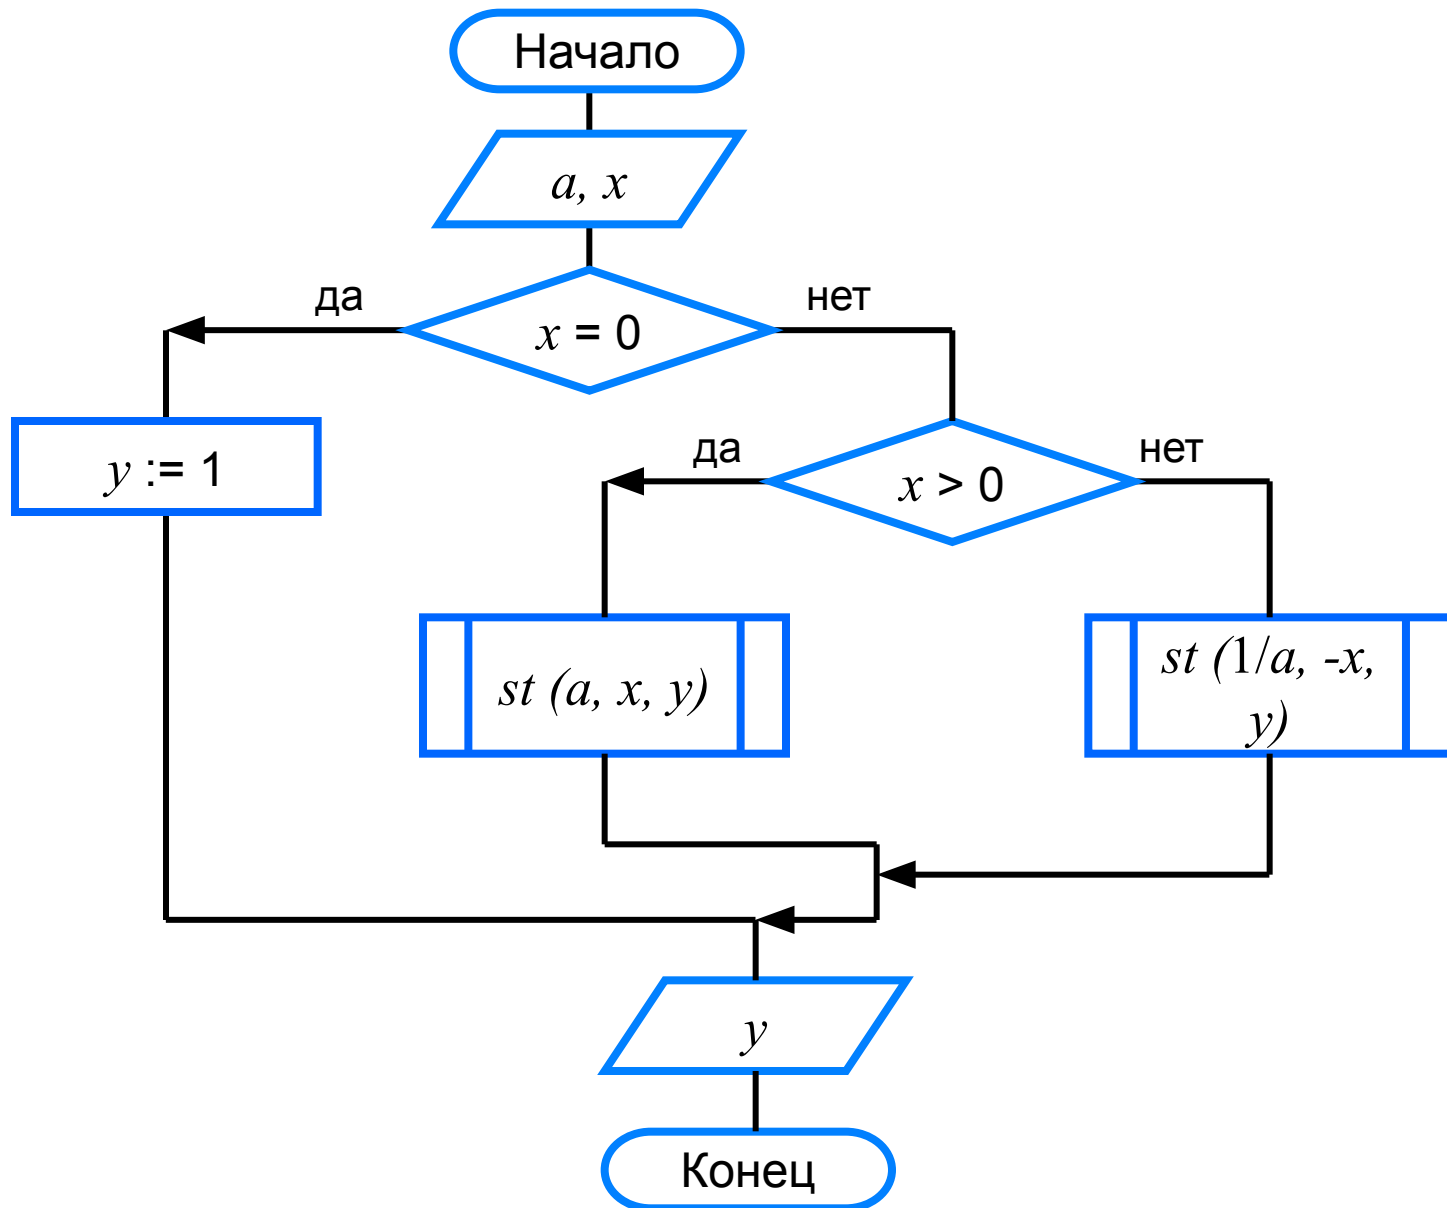 Начало
a, x
да
нет
x = 0
да
нет
y := 1
x > 0
st (a, x, y)
st (1/a, -x,
y)
y
Конец